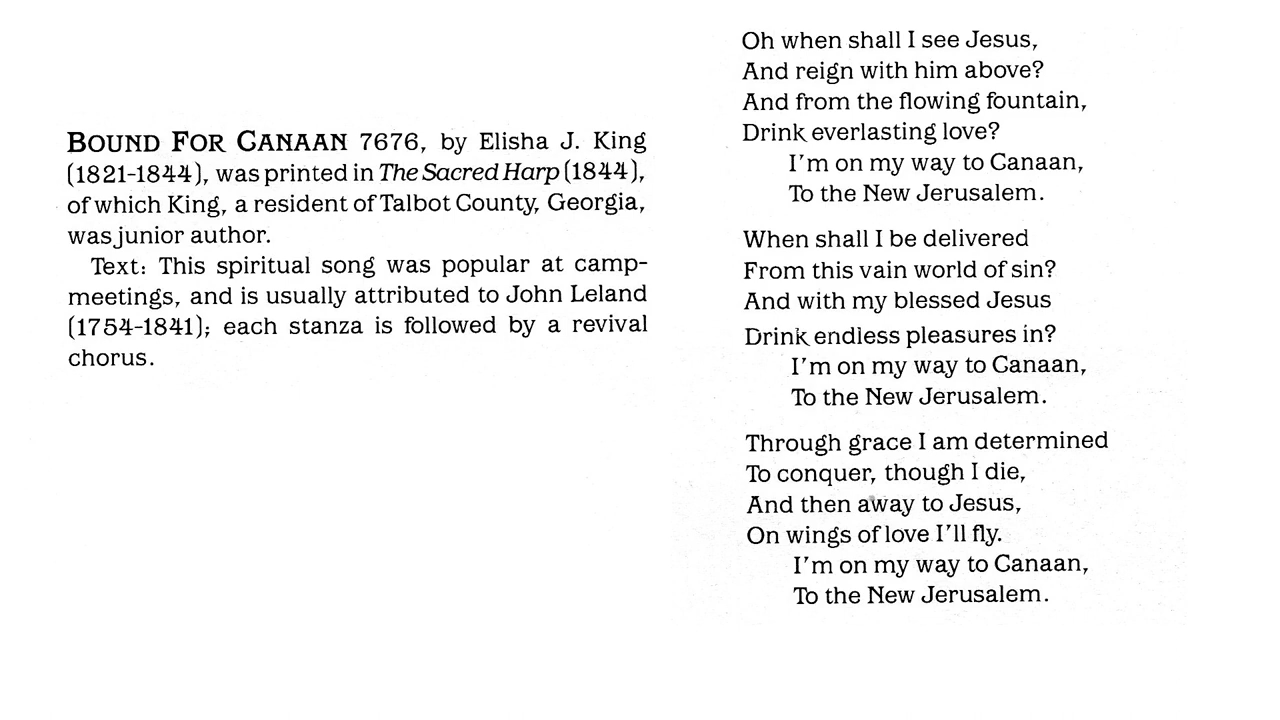 BOUND FOR CANAAN 7676, by Elisha J. King
(1821-1844), was printed in The Sacred Harp (1844),
of which King, a resident of Talbot County, Georgia,
was junior author.
Text: This spiritual song was popular at camp-
meetings, and is usually attributed to John Leland
(1754-1841); each stanza is followed by a revival
chorus.
Oh when shall I see Jesus,
And reign with him above?
And from the flowing fountain,
Drink everlasting love?
I'm on my way to Canaan,
To the New Jerusalem.
When shall I be delivered
From this vain world of sin?
And with my blessed Jesus
Drink endless pleasures in?
I'm on my way to Canaan,
To the New Jerusalem.
Through grace I am determined
To conquer, though I die,
And then away to Jesus,
On wings of love I'll fly.
I'm on my way to Canaan,
To the New Jerusalem.